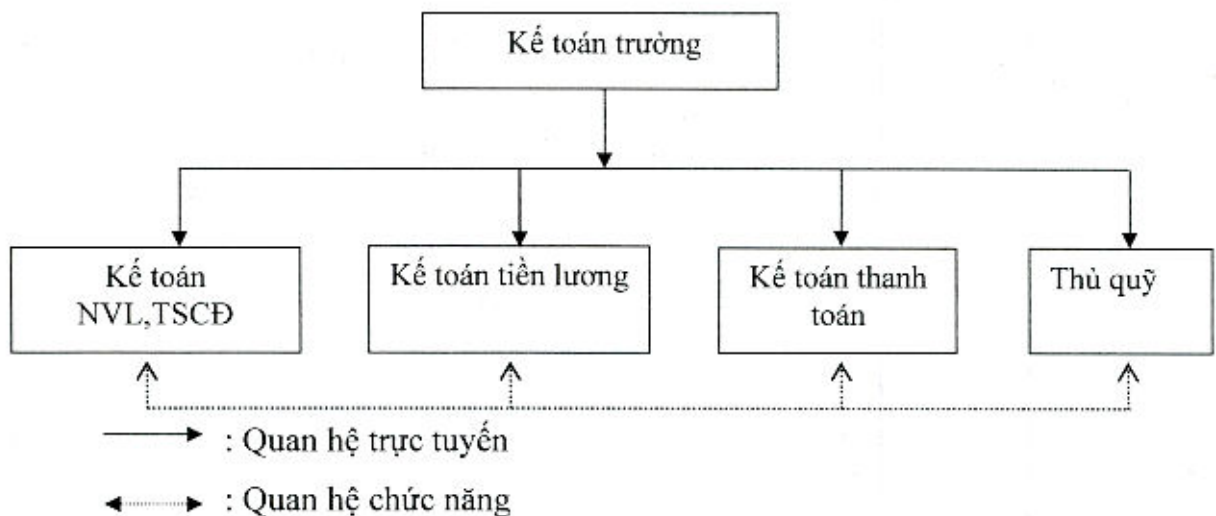 Kế toán trưởng
Kế toán
NVL,TSCĐ
Kế toán tiền lương
Kế toán thanh
toán
Thủ quỹ
: Quan hệ trực tuyến
: Quan hệ chức năng